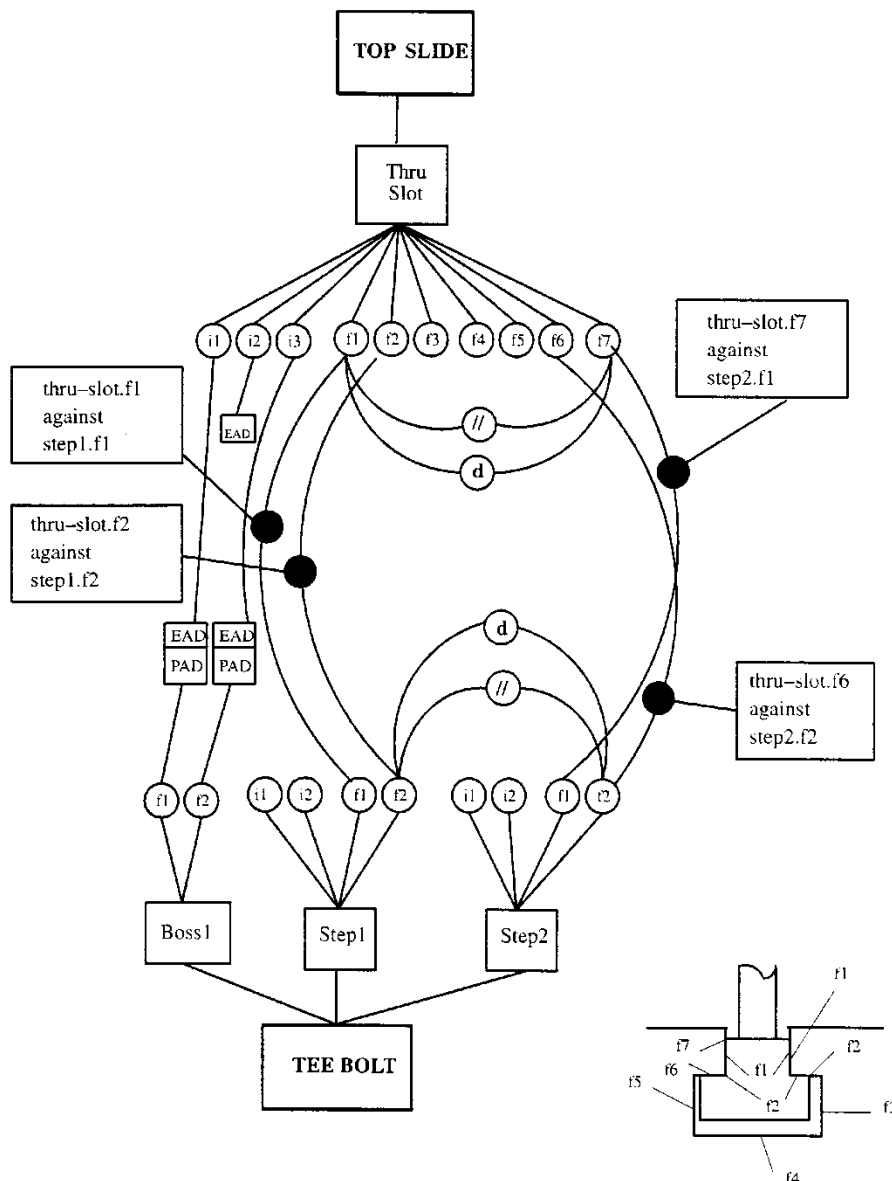 TOP SLIDE
Thru
Slot
i1 i2 i3 f1 f2 f3 f4 f5 f6 f7
thru-slot.f7
against
step2.f1
thru-slot.f1
against
step1.f1
EAD
//
d
thru-slot.f2
against
step1.f2
EAD EAD
PAD PAD
d
//
thru-slot.f6
against
step2.f2
f1 f2 i1 i2 f1 f2 i1 i2 f1 f2
Boss1 Step1 Step2
f1
f7 f1 f2
f6
f5 f2
f3
f4
TEE BOLT